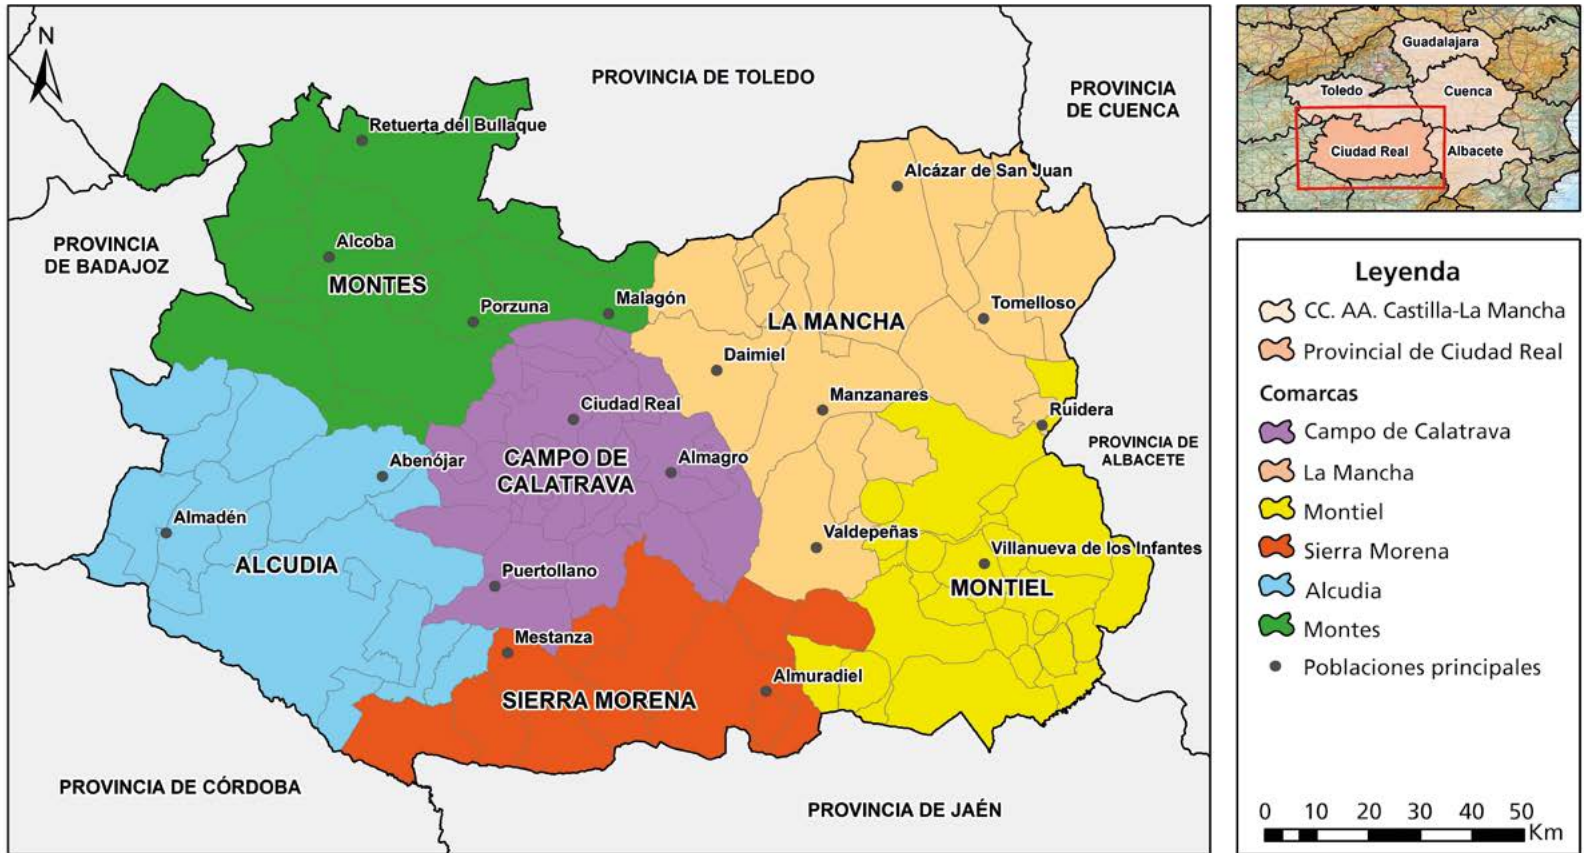 N
PROVINCIA DE TOLEDO
PROVINCIA
DE CUENCA
Retuerta del Bullaque
Alcázar de San Juan
PROVINCIA
DE BADAJOZ
Alcoba
MONTES
Porzuna
Malagón
LA MANCHA
Tomelloso
Daimiel
Manzanares
Ciudad Real
Ruidera
PROVINCIA DE
ALBACETE
Abenójar
CAMPO DE
CALATRAVA
Almagro
Almadén
Valdepeñas
Villanueva de los Infantes
ALCUDIA
Puertollano
MONTIEL
Mestanza
Almuradiel
SIERRA MORENA
PROVINCIA DE CÓRDOBA
PROVINCIA DE JAÉN
Guadalajara
Toledo
Cuenca
Ciudad Real
Albacete
Leyenda
CC. AA. Castilla-La Mancha
Provincial de Ciudad Real
Comarcas
Campo de Calatrava
La Mancha
Montiel
Sierra Morena
Alcudia
Montes
Poblaciones principales
0 10 20 30 40 50
Km